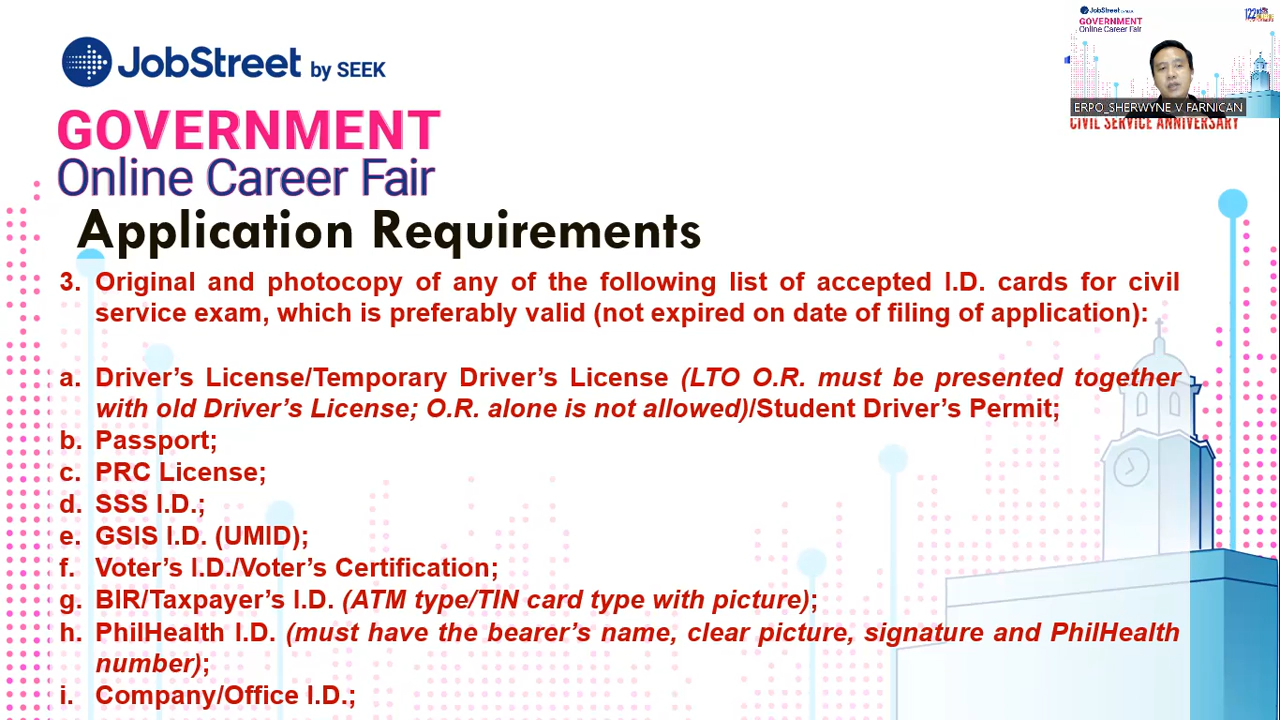 JobStreet by SEEK
GOVERNMENT
Online Career Fair
Application Requirements
3. Original and photocopy of any of the following list of accepted I.D. cards for civil
service exam, which is preferably valid (not expired on date of filing of application):
a. Driver’s License/Temporary Driver’s License (LTO O.R. must be presented together
with old Driver’s License; O.R. alone is not allowed)/Student Driver’s Permit;
b. Passport;
c. PRC License;
d. SSS I.D.;
e. GSIS I.D. (UMID);
f. Voter’s I.D./Voter’s Certification;
g. BIR/Taxpayer’s I.D. (ATM type/TIN card type with picture);
h. PhilHealth I.D. (must have the bearer’s name, clear picture, signature and PhilHealth
number);
i. Company/Office I.D.;
JobStreet
GOVERNMENT
Online Career Fair
122
ERPO_SHERWYNE V FARNICAN
CIVIL SERVICE ANNIVERSARY